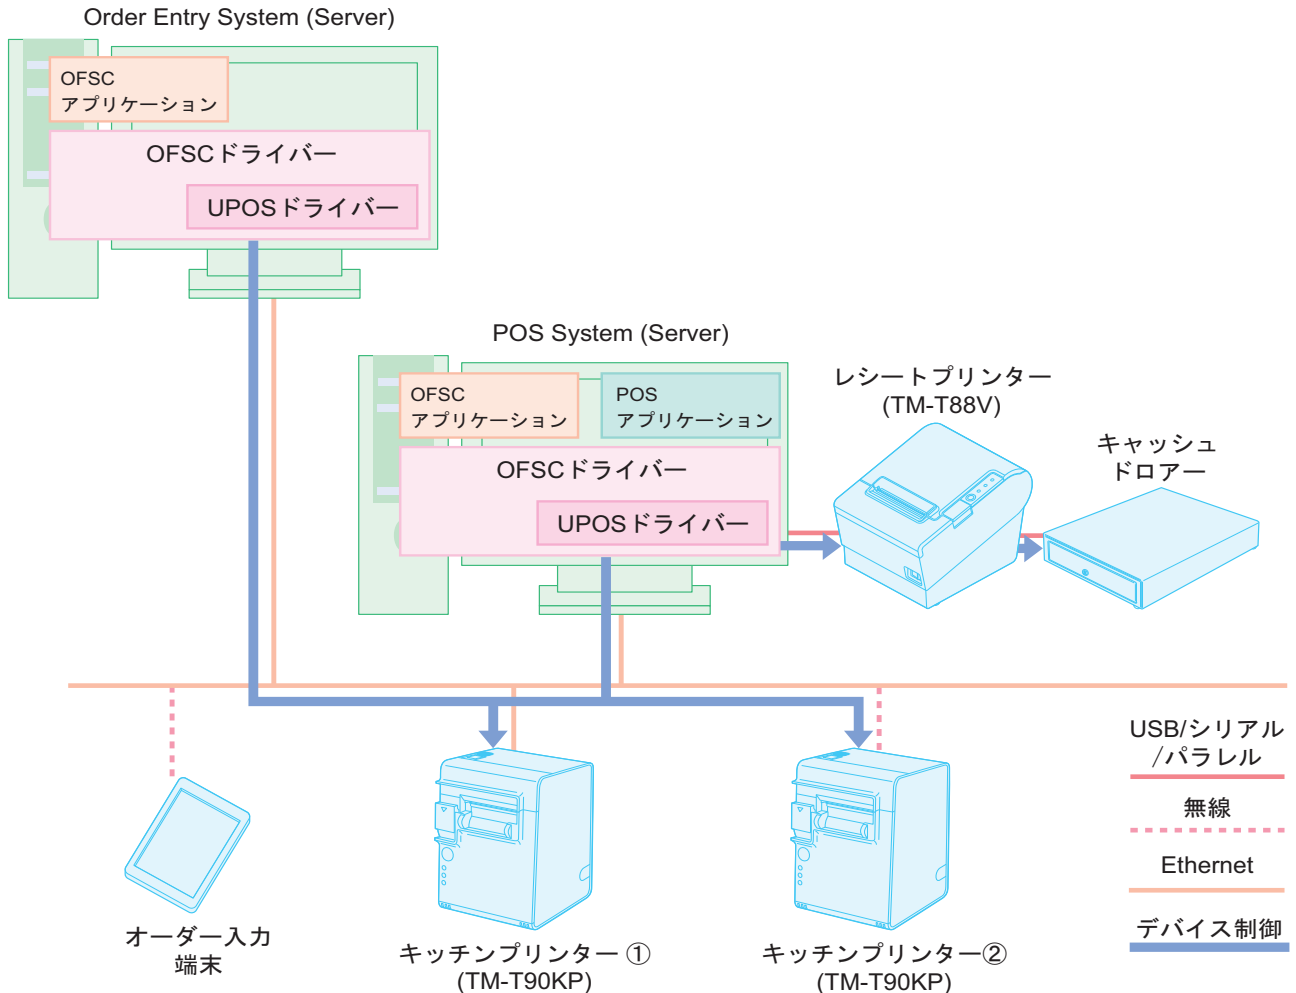 Order Entry System (Server)
OFSC
アプリケーション
OFSCドライバー
UPOSドライバー
POS System (Server)
OFSC
アプリケーション
POS
アプリケーション
OFSCドライバー
UPOSドライバー
レシートプリンター
(TM-T88V)
キャッシュ
ドロアー
USB/シリアル
/パラレル
無線
Ethernet
デバイス制御
オーダー入力
端末
キッチンプリンター ①
(TM-T90KP)
キッチンプリンター②
(TM-T90KP)